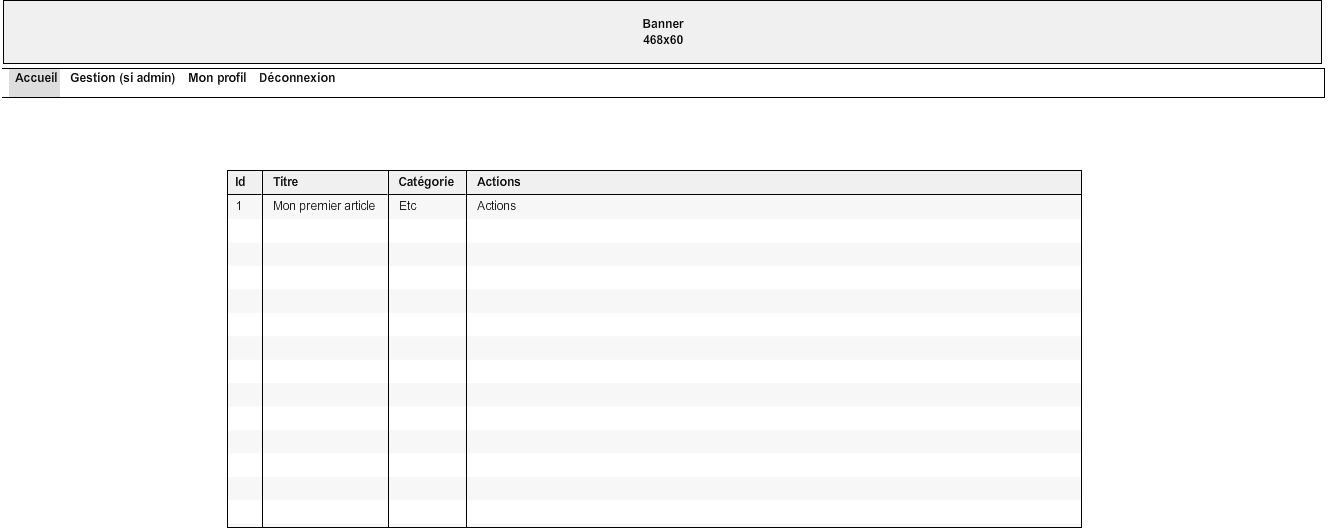 Banner
468x60
Accueil Gestion (si admin) Mon profil Déconnexion
Id Titre Catégorie Actions
1 Mon premier article Etc Actions